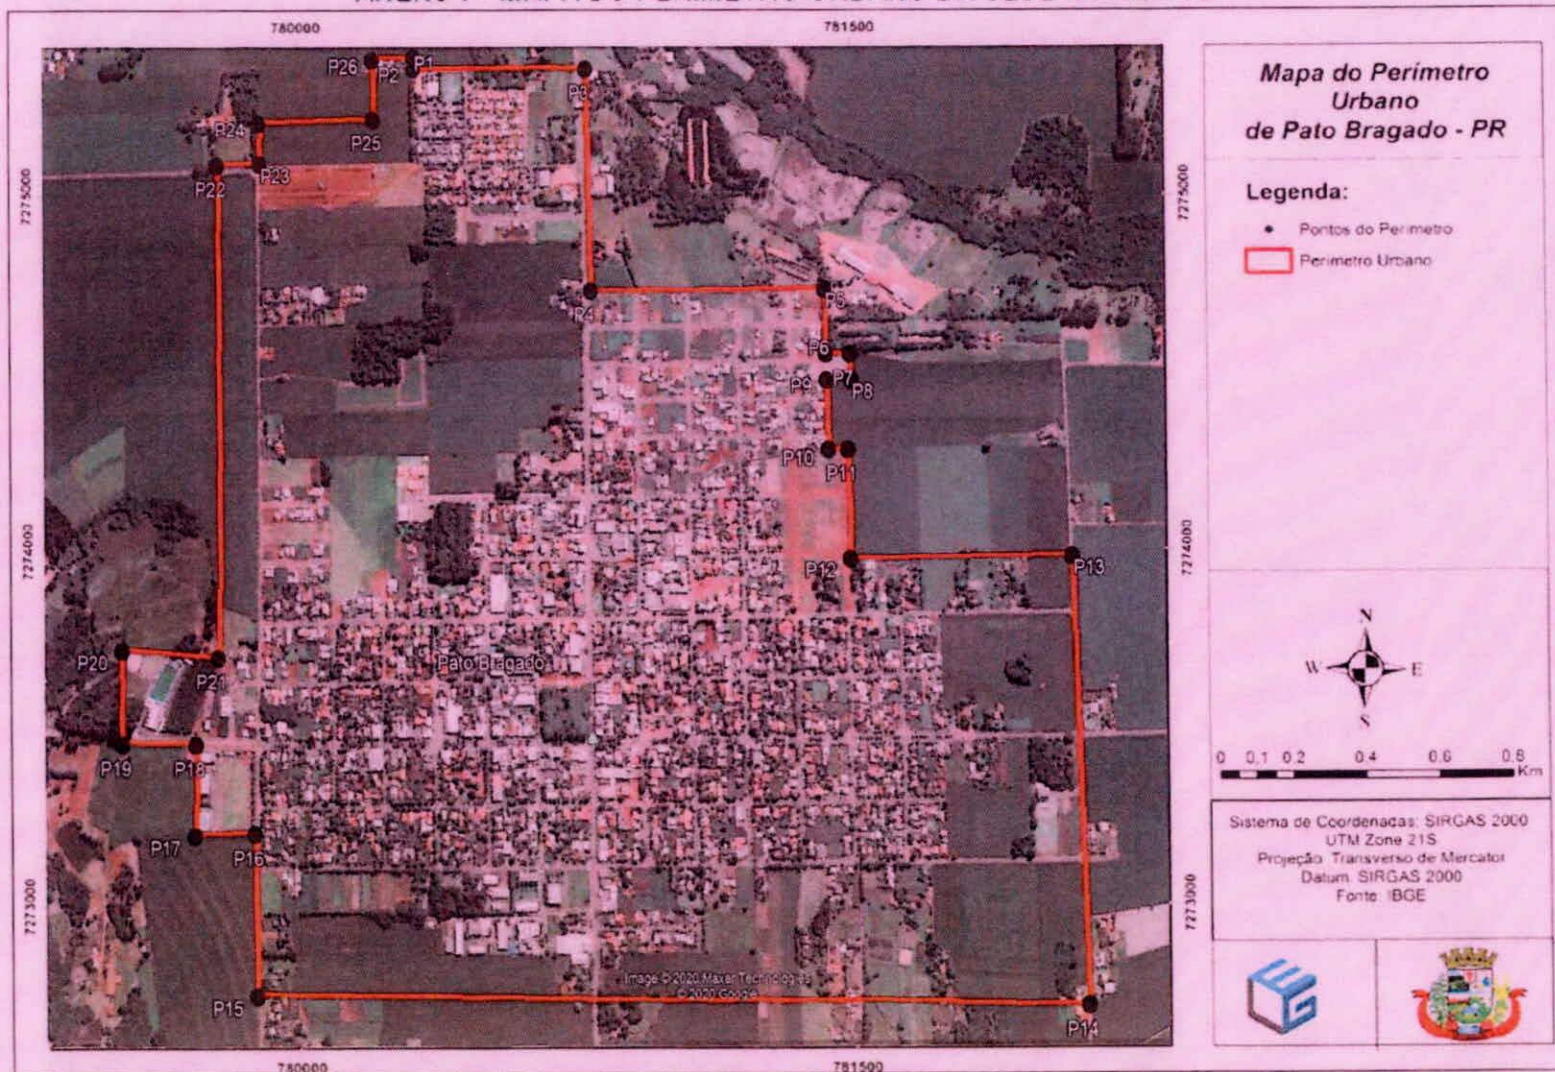 780000 781500
Mapa do Perímetro
Urbano
de Pato Bragado - PR
Legenda:
Pontos do Perímetro
Perímetro Urbano
P26
P2
P1
P3
P24
P25
P22
P23
7275000
7275000
P4
P5
P6
P7
P8
P9
P10
P11
P12
P13
7274000
7274000
P20
P21
Pato Bragado
P19
P18
P17
P16
7273000
7273000
P15
P14
Image © 2020 Maxar Technologies
© 2020 Google
N
W E
S
0 0,1 0 2 0.4 0.6 0.8
Km
Sistema de Coordenadas: SIRGAS 2000
UTM Zone 21S
Projeção Transverso de Mercator
Datum: SIRGAS 2000
Fonte: IBGE
780000 781500